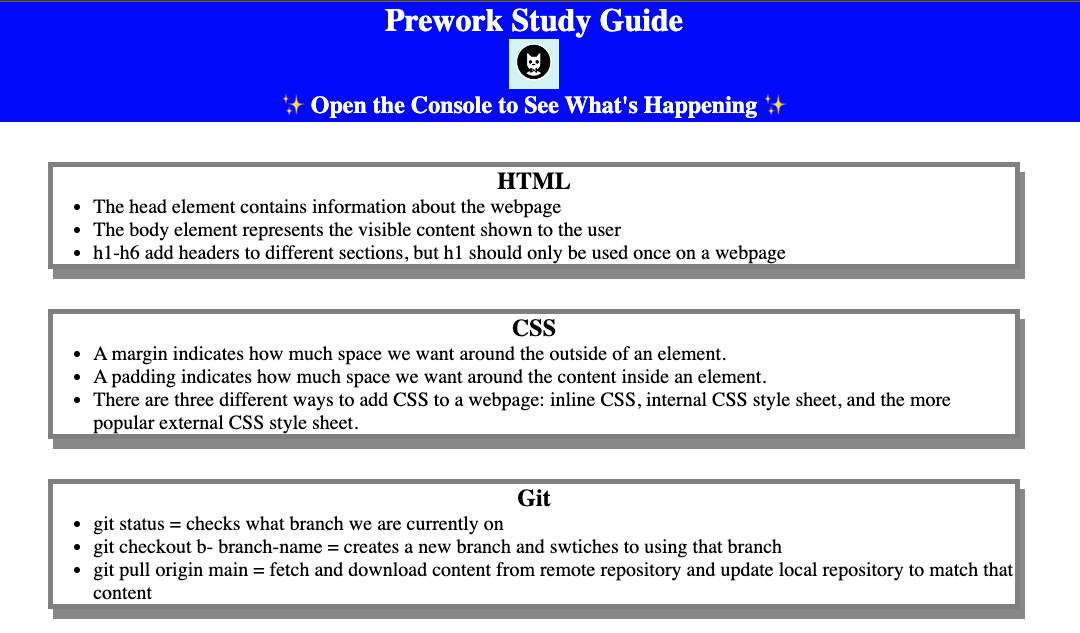 Prework Study Guide
✨ Open the Console to See What's Happening ✨
HTML
• The head element contains information about the webpage
• The body element represents the visible content shown to the user
• h1-h6 add headers to different sections, but h1 should only be used once on a webpage
CSS
• A margin indicates how much space we want around the outside of an element.
• A padding indicates how much space we want around the content inside an element.
• There are three different ways to add CSS to a webpage: inline CSS, internal CSS style sheet, and the more
popular external CSS style sheet.
Git
• git status = checks what branch we are currently on
• git checkout b- branch-name = creates a new branch and swtiches to using that branch
• git pull origin main = fetch and download content from remote repository and update local repository to match that
content